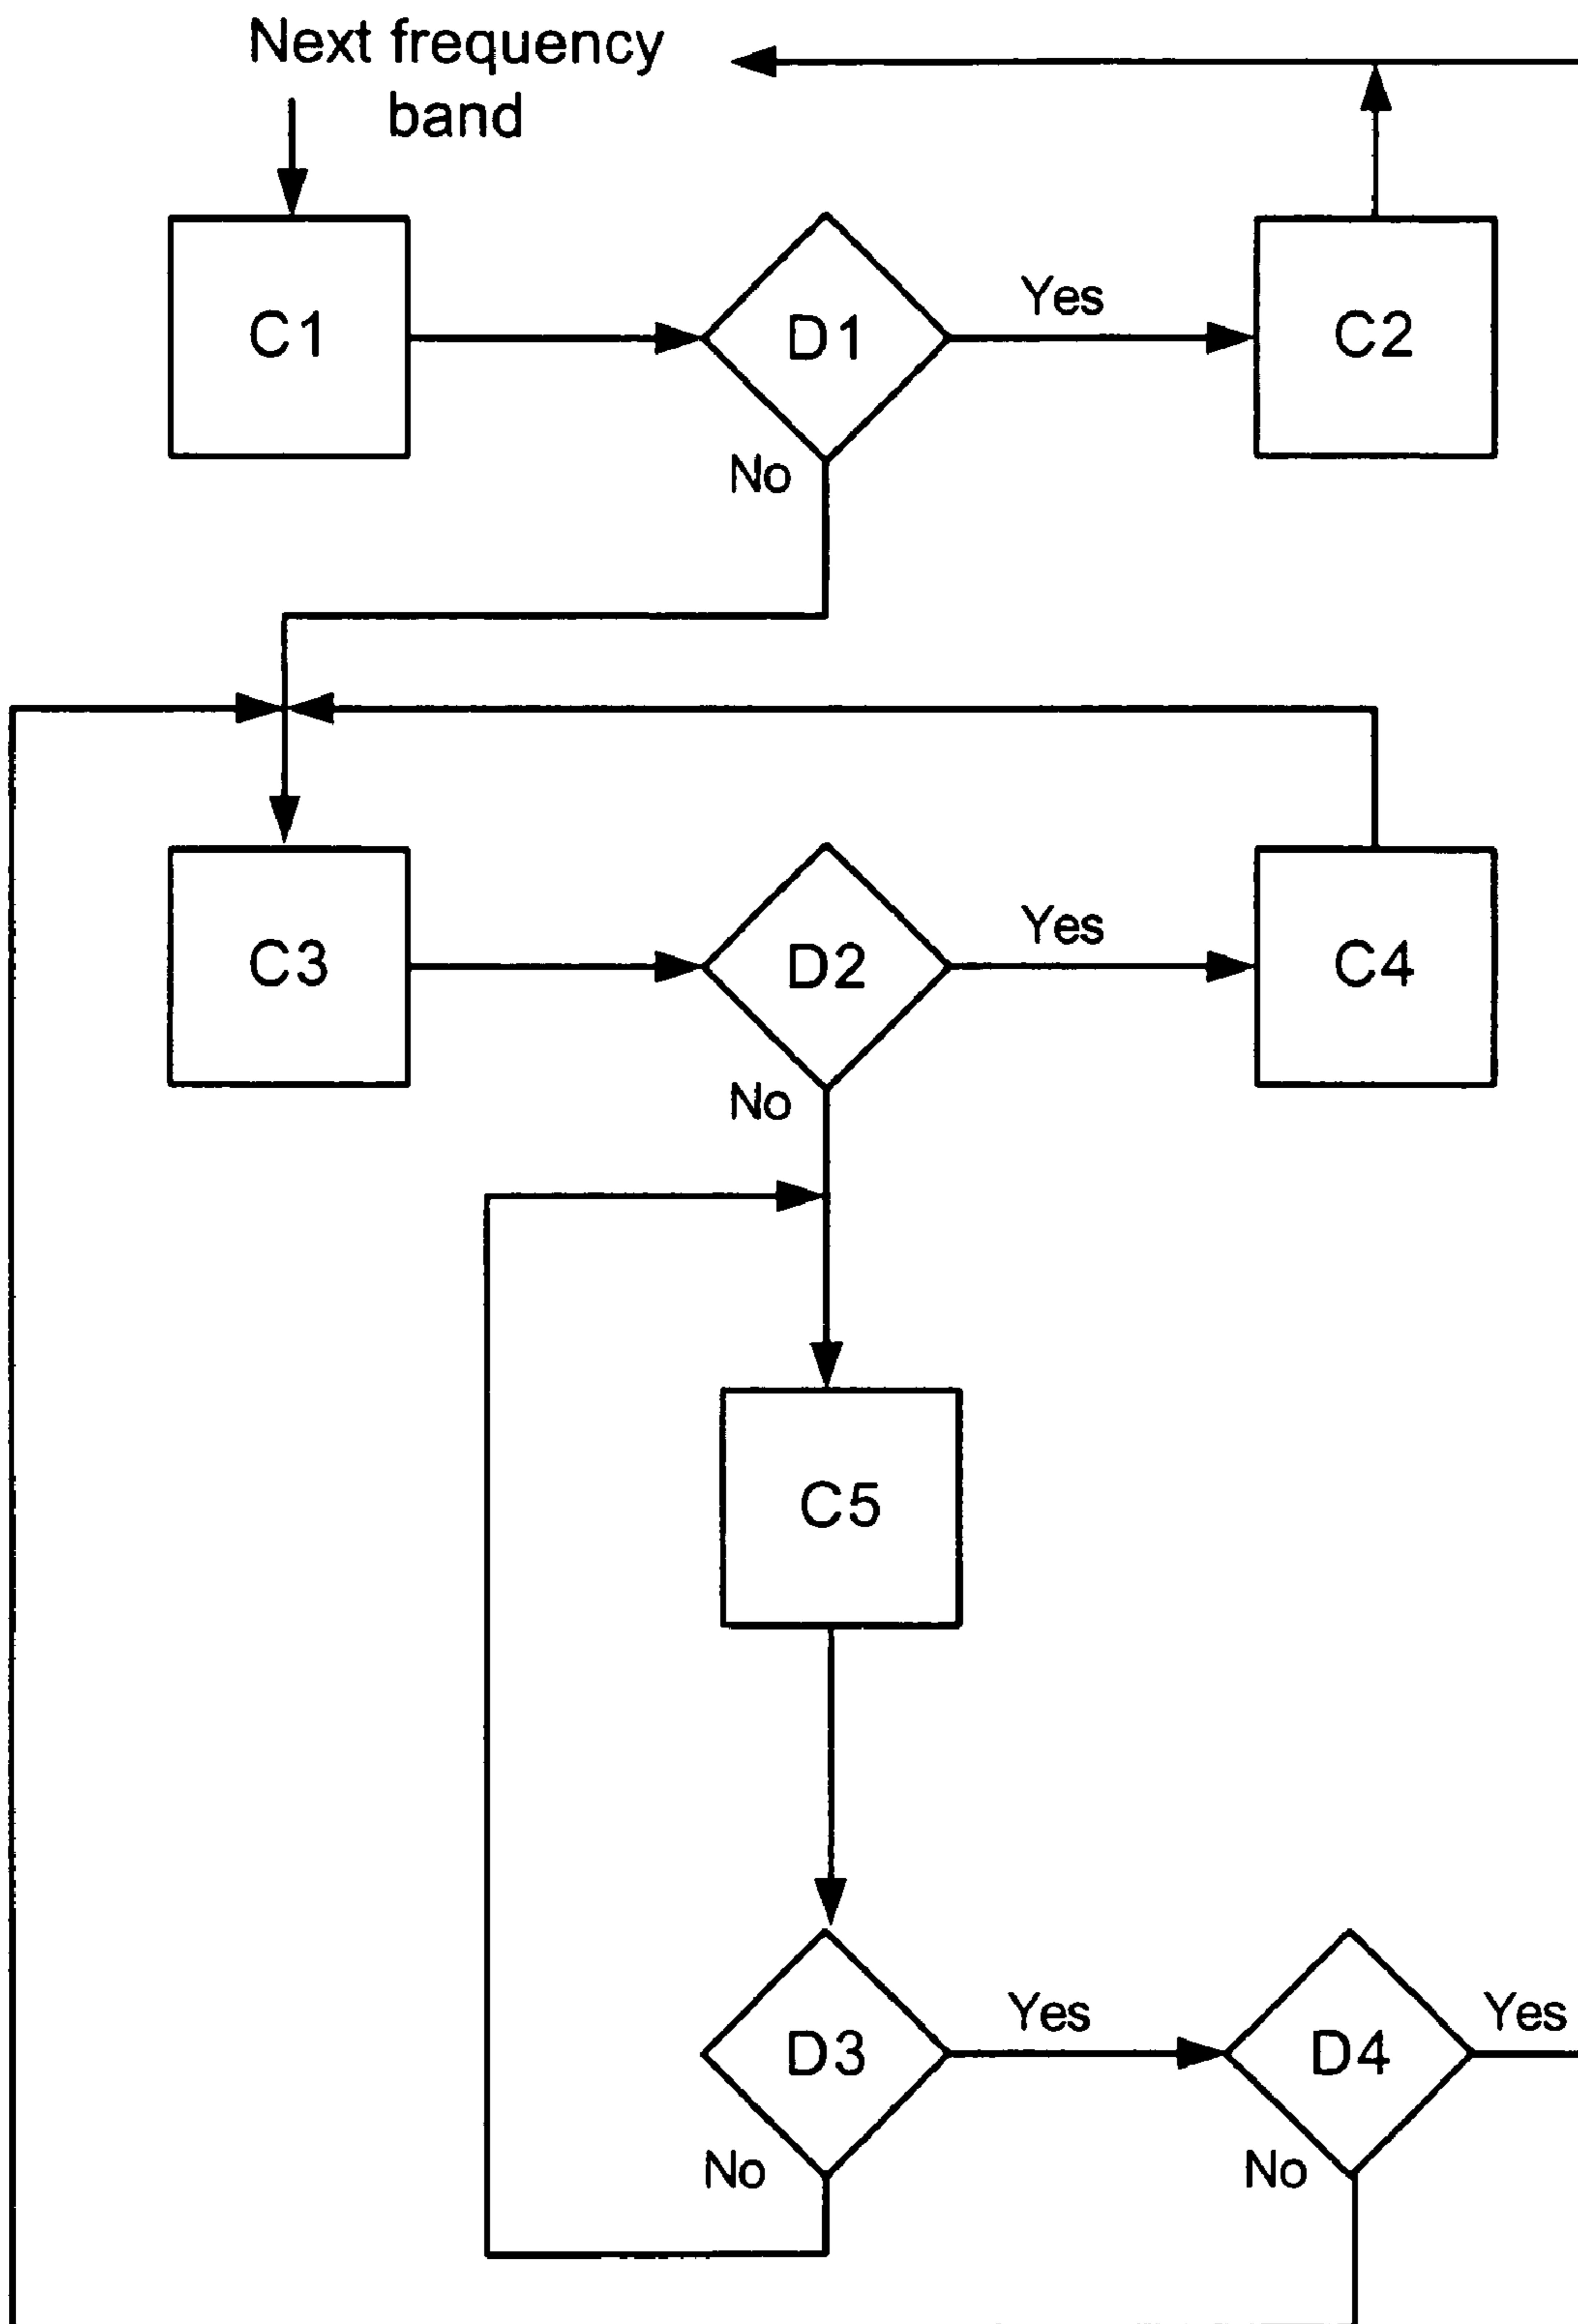 Next frequency
band
C1
D1
Yes
C2
No
C3
D2
Yes
C4
No
C5
D3
Yes
D4
Yes
No
No